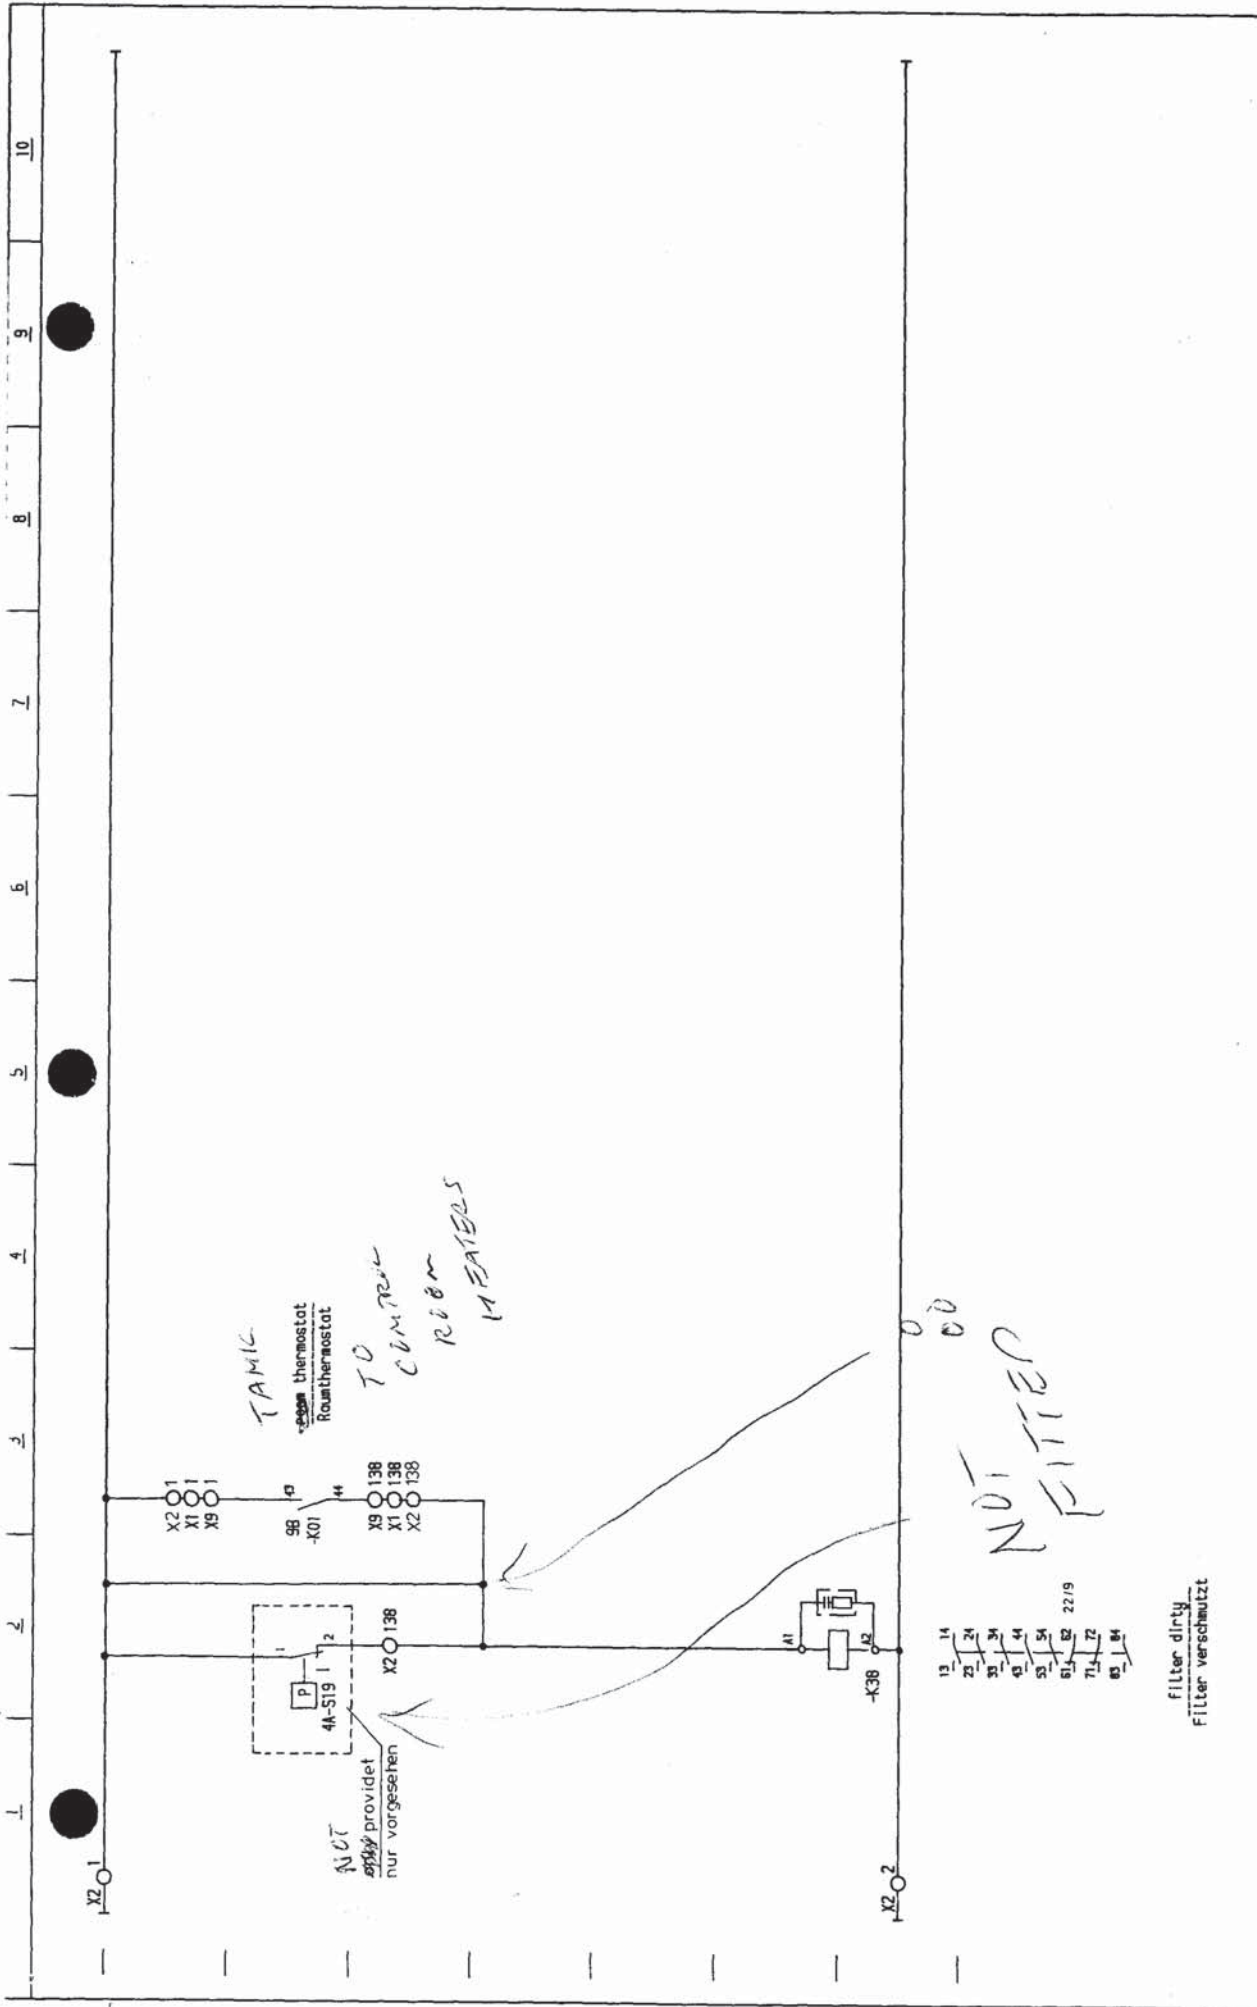 1 2 3 4 5 6 7 8 9 10
X2 1
NOT
providet
nur vorgesehen
P
4A-S19
1
1 2
X2 138
X2 1
X1 1
X9 1
43
9B
-K01
44
X9 138
X1 138
X2 138
TANK
thermostat
Raumthermostat
TO
CONTROL
ROOM
HEATERS
NOT
FITTED
A1
-K38
A2
X2 2
13 14
23 24
33 34
43 44
53 54
61 62 22/9
71 72
83 84
filter dirty
Filter verschmutzt